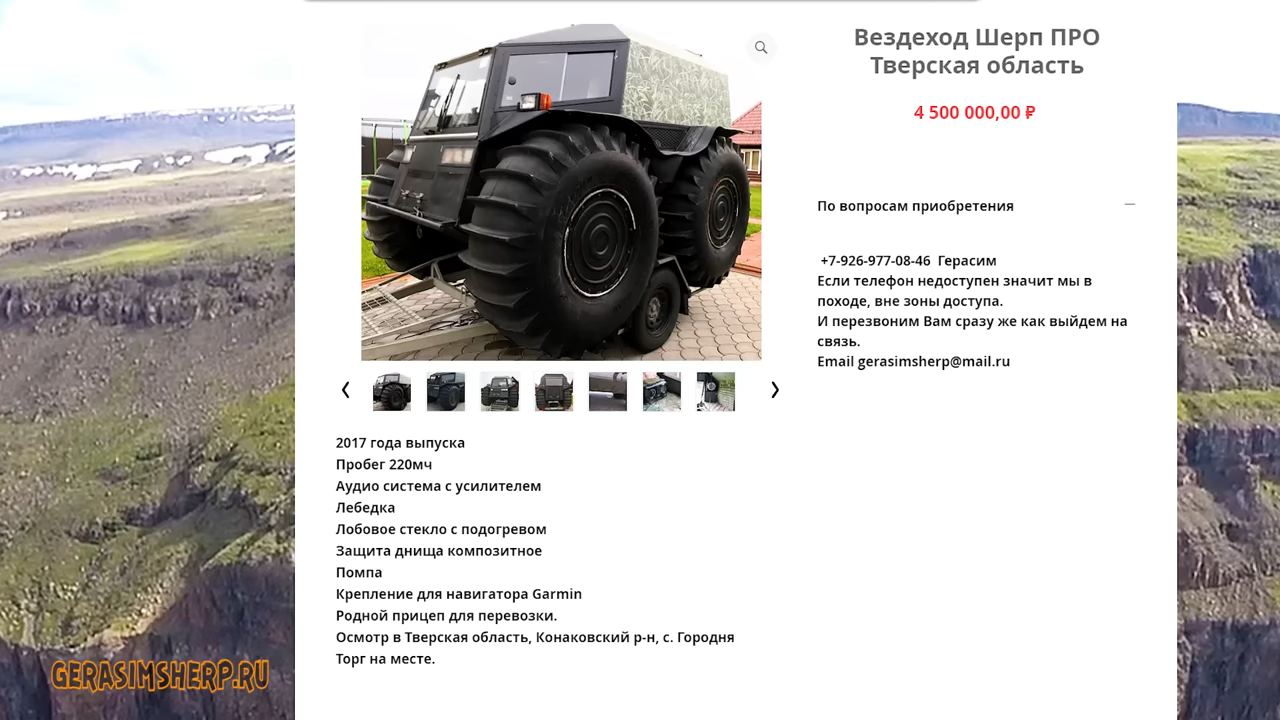 Вездеход Шерп ПРО
Тверская область
4 500 000,00 ₽
По вопросам приобретения
+7-926-977-08-46 Герасим
Если телефон недоступен значит мы в
походе, вне зоны доступа.
И перезвоним Вам сразу же как выйдем на
связь.
Email gerasimsherp@mail.ru
2017 года выпуска
Пробег 220мч
Аудио система с усилителем
Лебедка
Лобовое стекло с подогревом
Защита днища композитное
Помпа
Крепление для навигатора Garmin
Родной прицеп для перевозки.
Осмотр в Тверская область, Конаковский р-н, с. Городня
Торг на месте.
GERASIMSHERP.RU